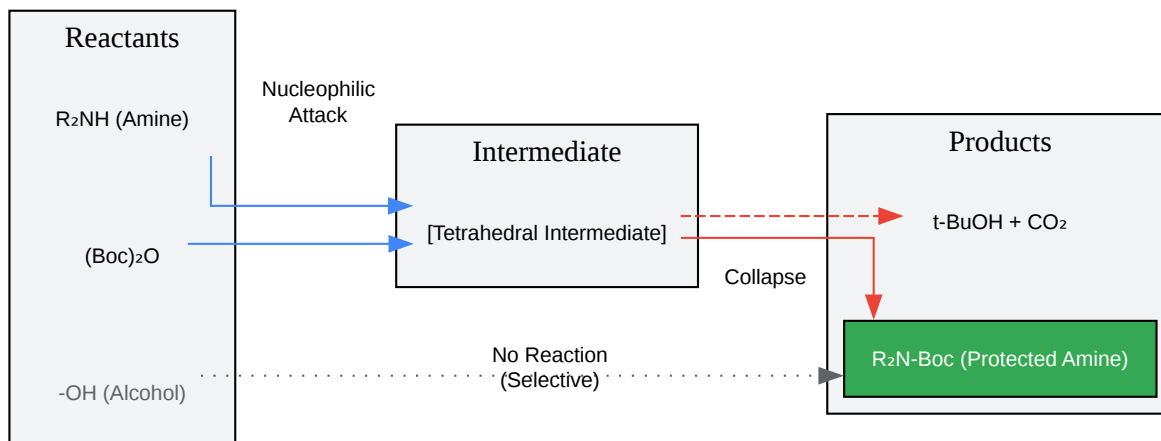 Reactants
R₂NH (Amine)
(Boc)₂O
-OH (Alcohol)
Nucleophilic
Attack
Intermediate
[Tetrahedral Intermediate]
Collapse
No Reaction
(Selective)
Products
t-BuOH + CO₂
R₂N-Boc (Protected Amine)